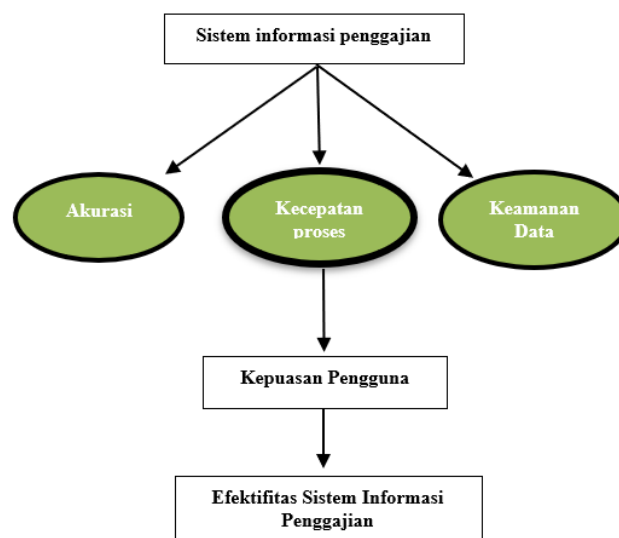 Sistem informasi penggajian
Akurasi
Kecepatan
proses
Keamanan
Data
Kepuasan Pengguna
Efektifitas Sistem Informasi
Penggajian